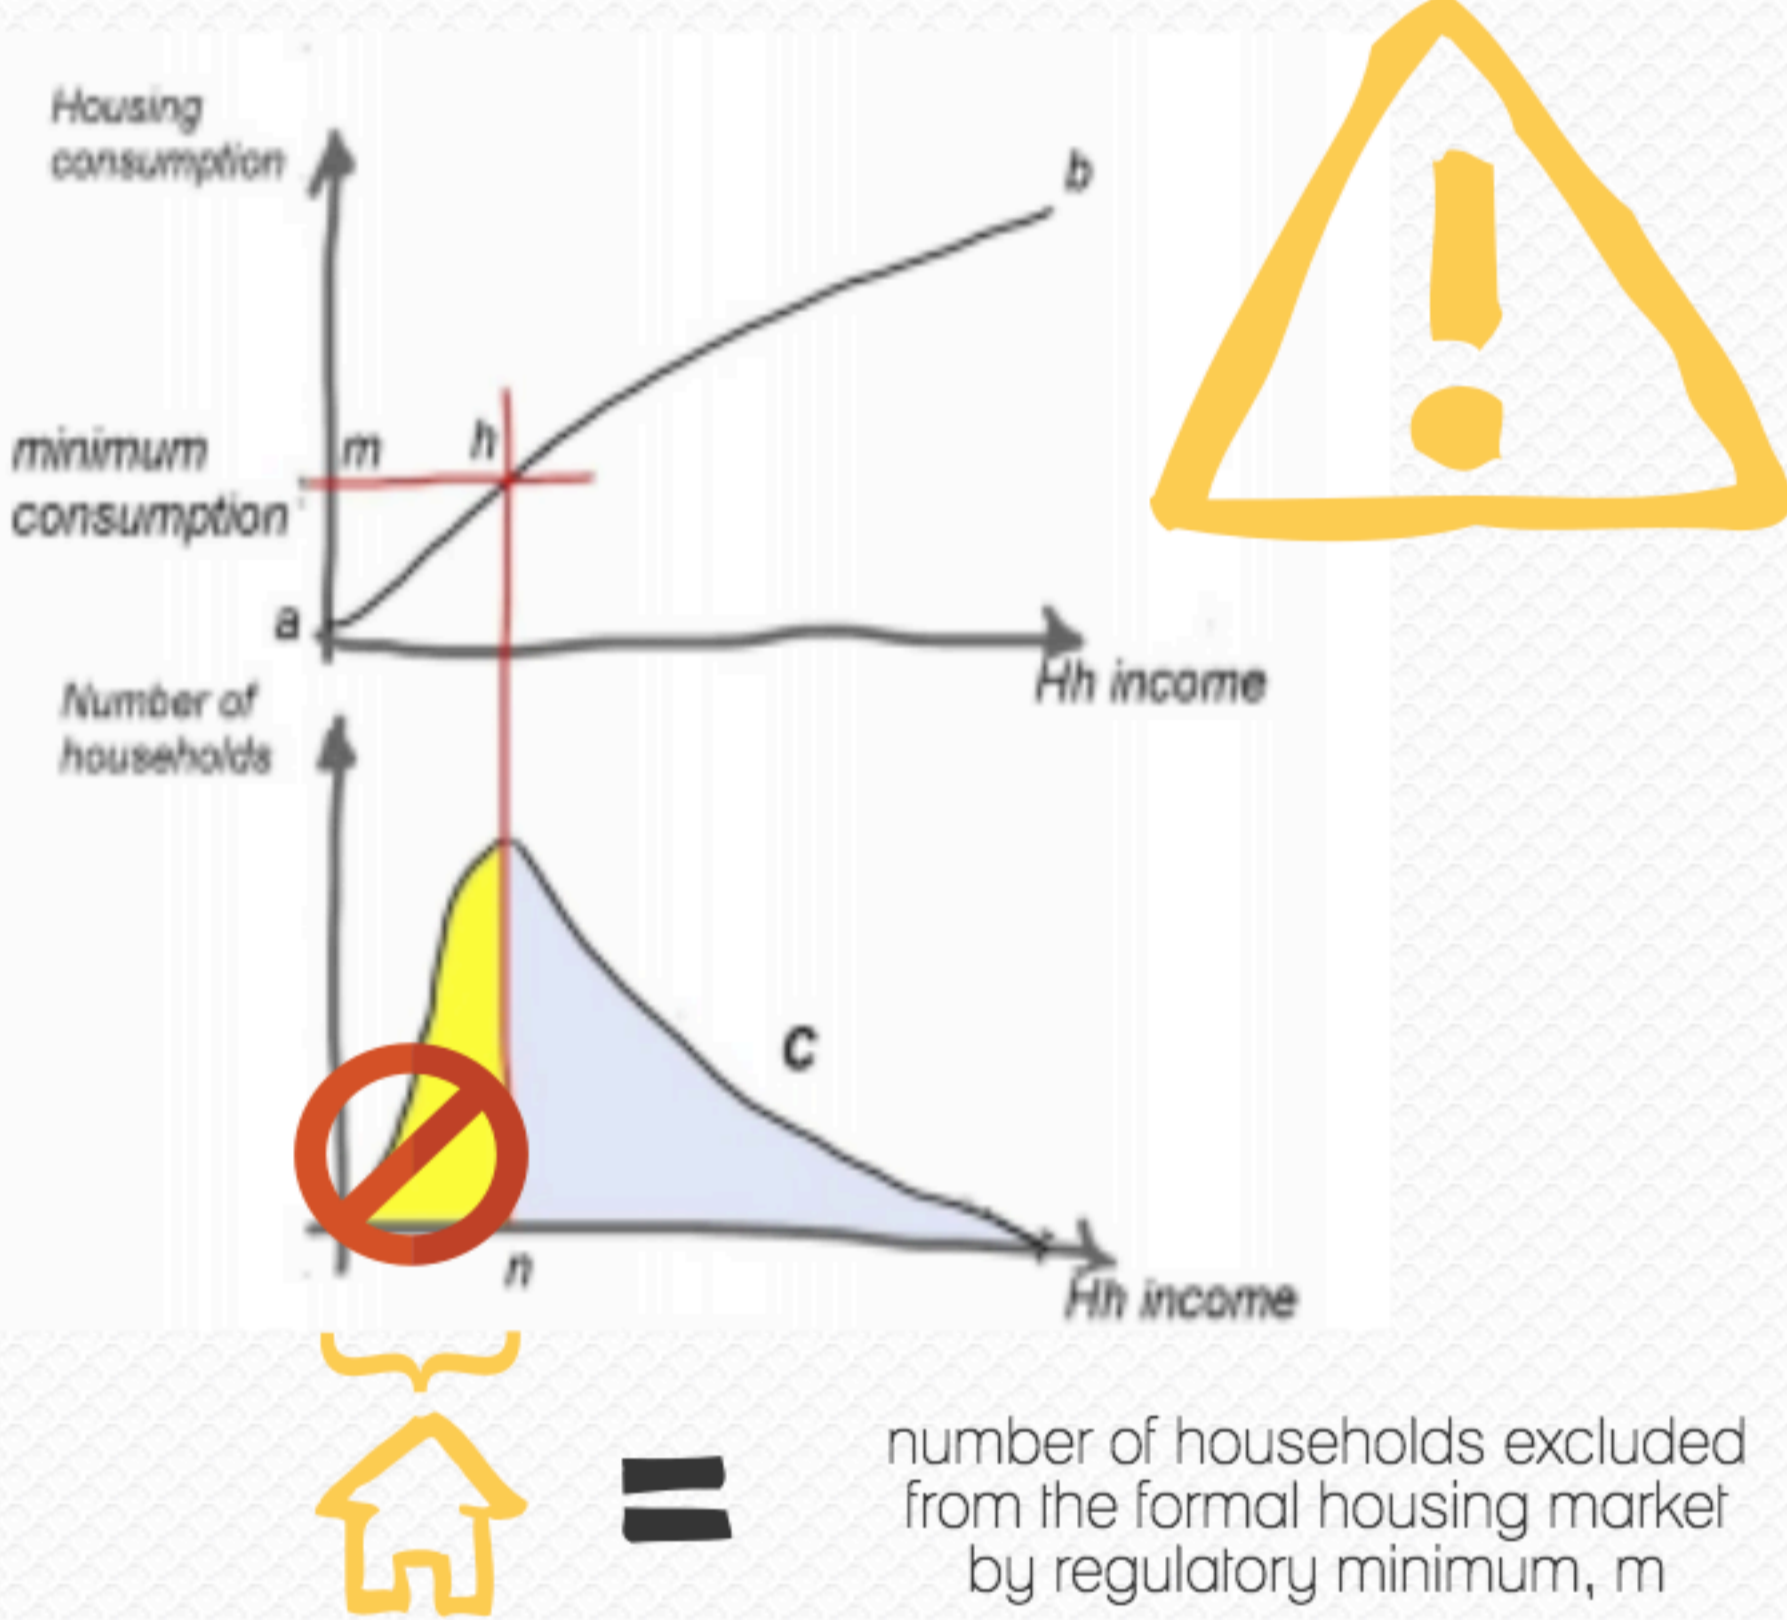 Housing
consumption
b
minimum
m
h
consumption
a
Hh income
Number of
households
c
n
Hh income
number of households excluded
from the formal housing market
by regulatory minimum, m